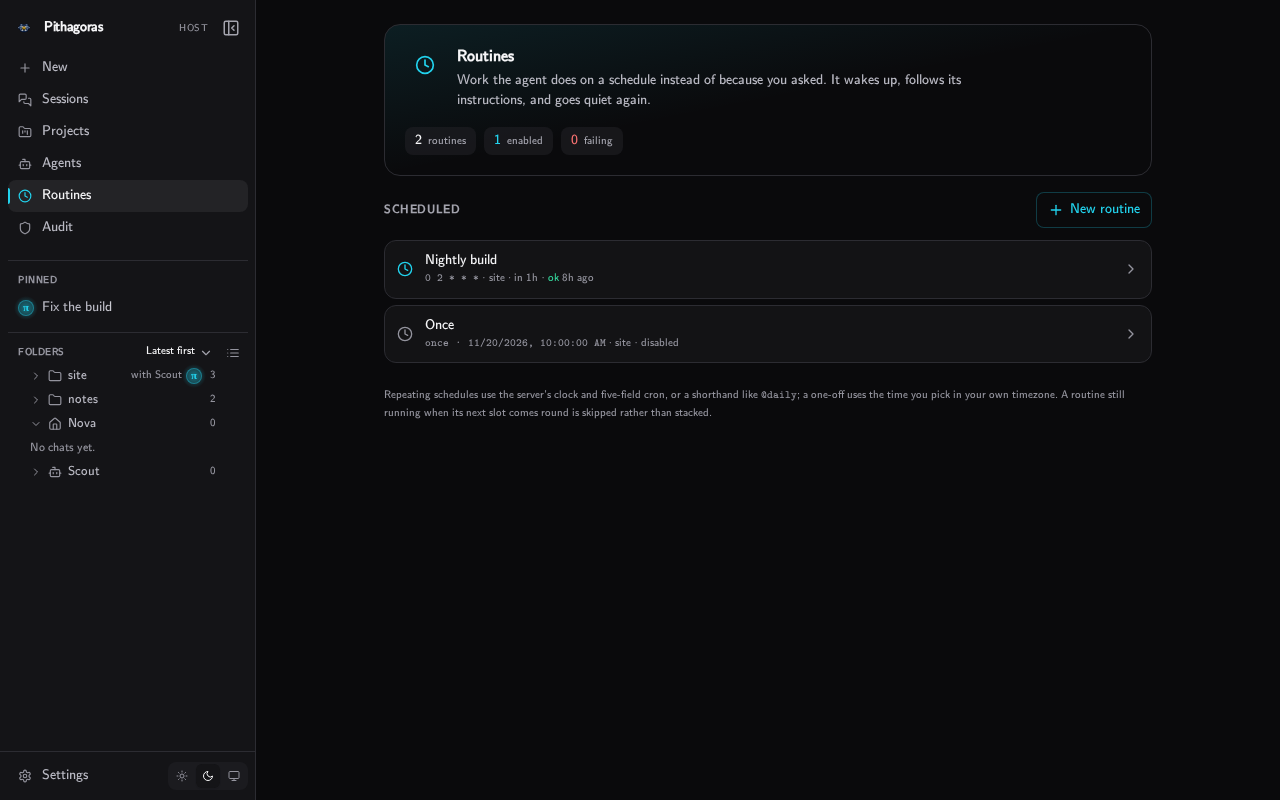 Pithagoras
HOST
New
Sessions
Projects
Agents
Routines
Audit
PINNED
π Fix the build
FOLDERS Latest first
site with Scout π 3
notes 2
Nova 0
No chats yet.
Scout 0
Settings
Routines
Work the agent does on a schedule instead of because you asked. It wakes up, follows its
instructions, and goes quiet again.
2 routines 1 enabled 0 failing
SCHEDULED
New routine
Nightly build
0 2 * * * · site · in 1h · ok 8h ago
Once
once · 11/20/2026, 10:00:00 AM · site · disabled
Repeating schedules use the server's clock and five-field cron, or a shorthand like @daily; a one-off uses the time you pick in your own timezone. A routine still
running when its next slot comes round is skipped rather than stacked.